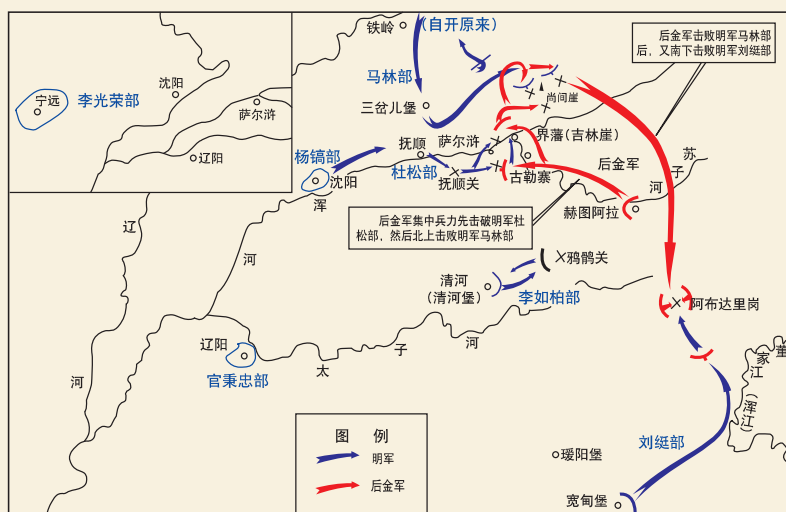 铁岭
(自开原来)
后金军击败明军马林部
后，又南下击败明军刘綎部
马林部
沈阳
宁远
李光荣部
萨尔浒
辽阳
三岔儿堡
尚间崖
抚顺
萨尔浒
界藩(吉林崖)
杨镐部
沈阳
杜松部
抚顺关
古勒寨
后金军
苏
子
河
浑
赫图阿拉
后金军集中兵力先击破明军杜
松部，然后北上击败明军马林部
辽
河
鸦鹘关
清河
(清河堡)
李如柏部
阿布达里岗
辽阳
官秉忠部
太
子
河
河
董
家
江
(浑江)
图 例
明军
后金军
刘綎部
瑷阳堡
宽甸堡